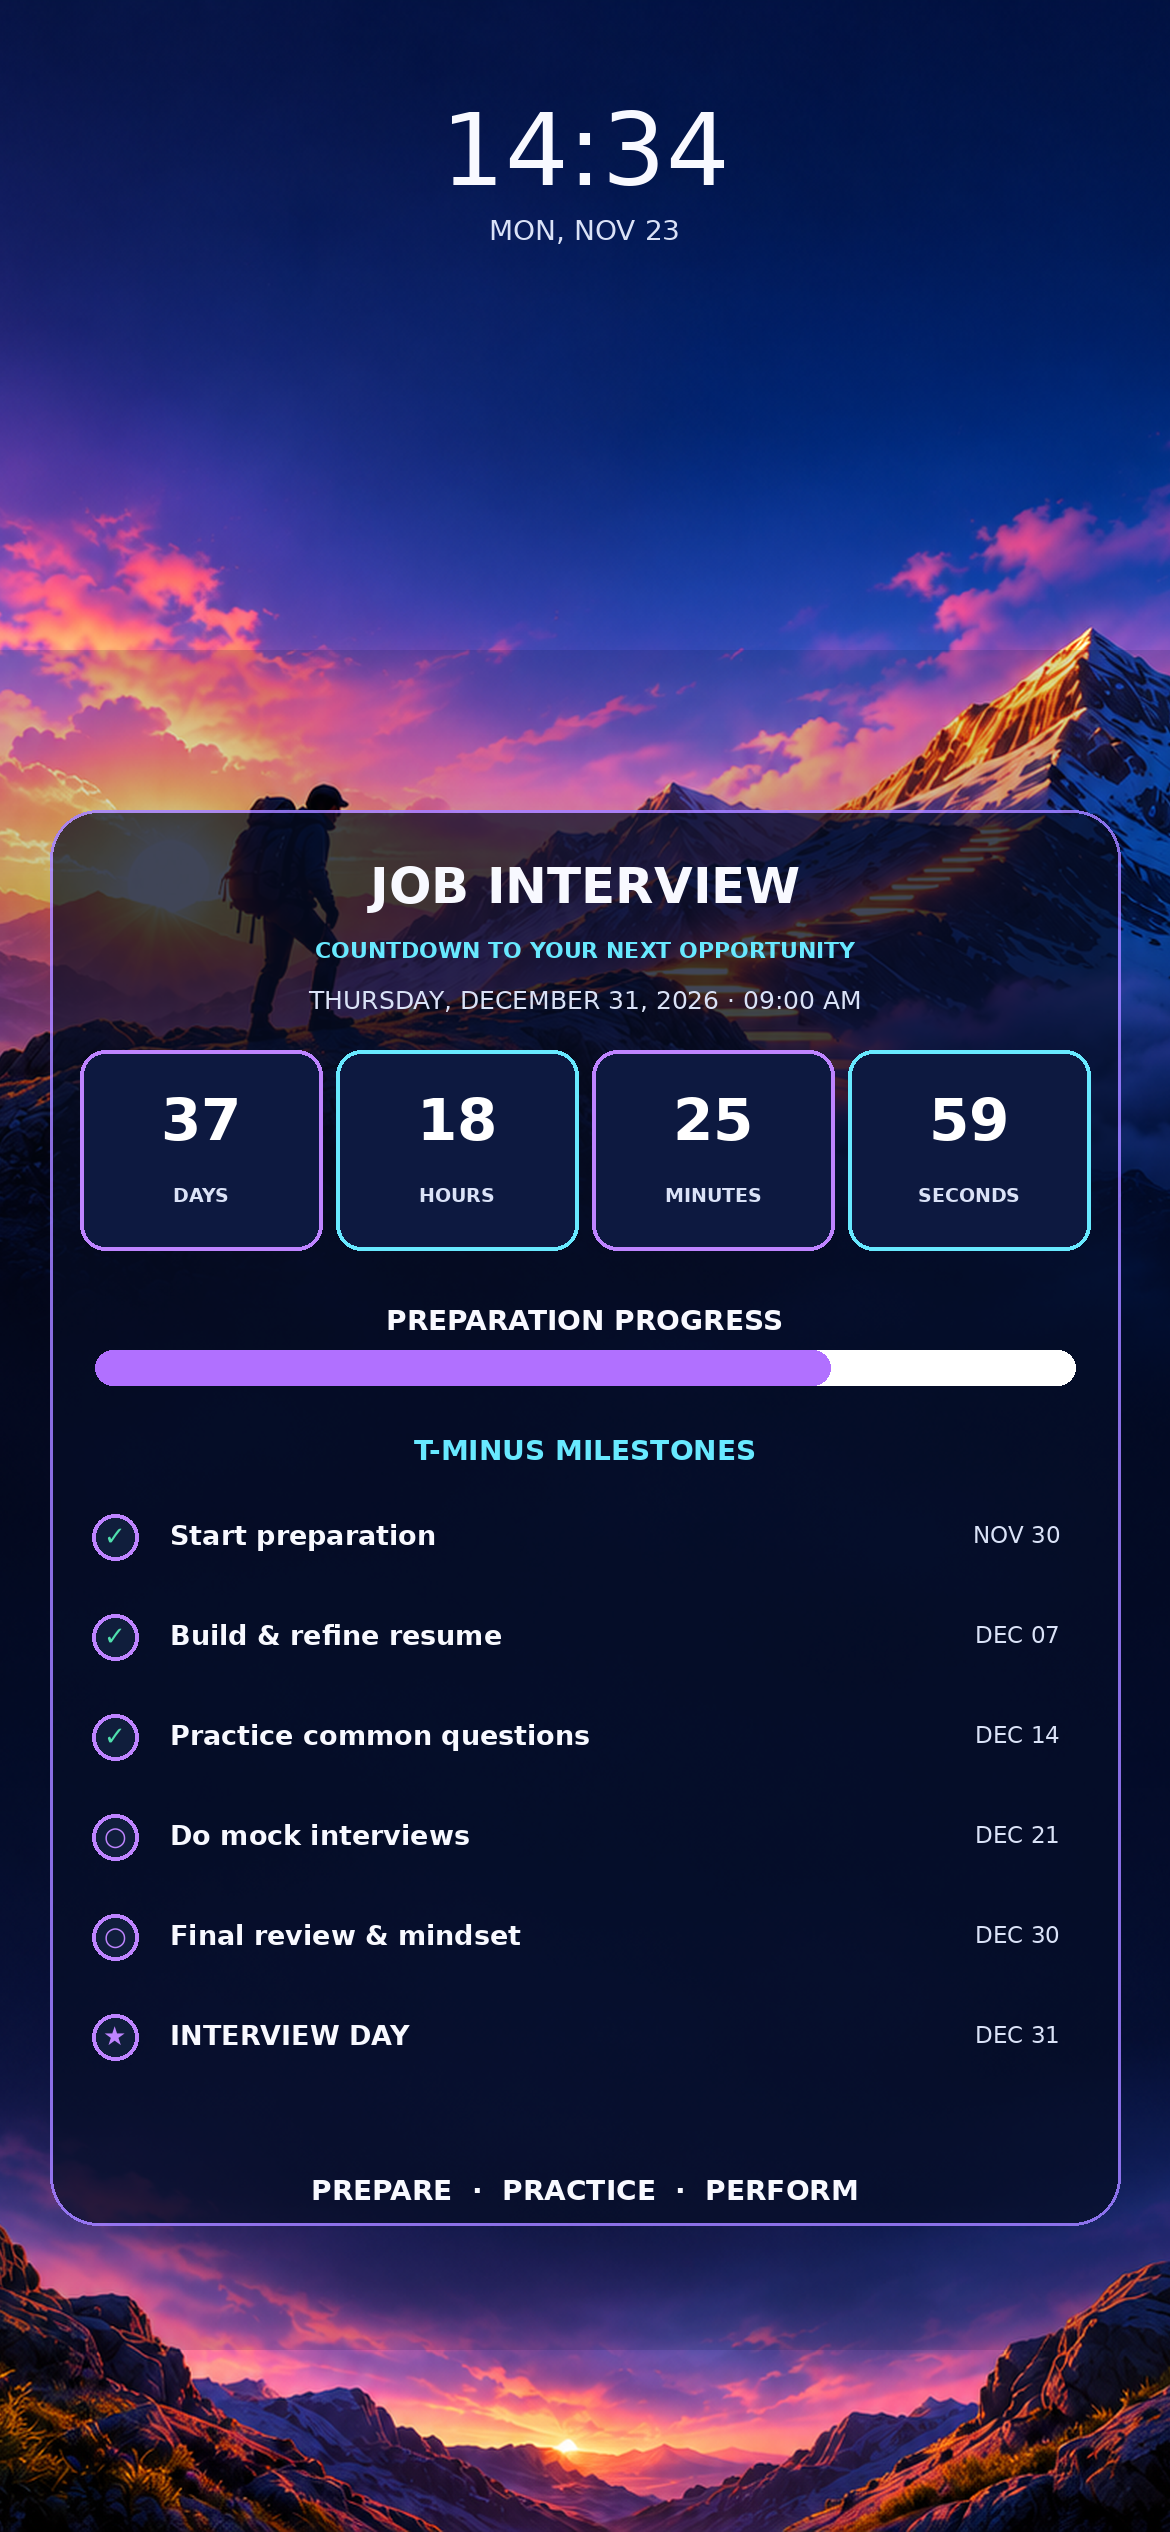 14:34
MON, NOV 23
JOB INTERVIEW
COUNTDOWN TO YOUR NEXT OPPORTUNITY
THURSDAY, DECEMBER 31, 2026 · 09:00 AM
37 18 25 59
DAYS HOURS MINUTES SECONDS
PREPARATION PROGRESS
T-MINUS MILESTONES
✓ Start preparation NOV 30
✓ Build & refine resume DEC 07
✓ Practice common questions DEC 14
○ Do mock interviews DEC 21
○ Final review & mindset DEC 30
★ INTERVIEW DAY DEC 31
PREPARE · PRACTICE · PERFORM